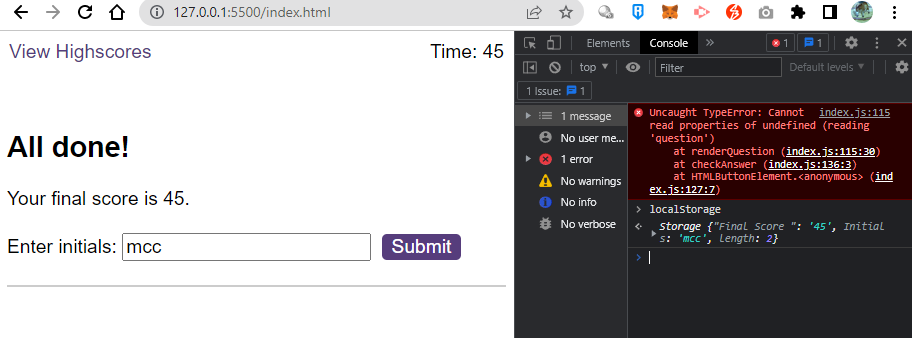 127.0.0.1:5500/index.html
View Highscores
Time: 45
All done!
Your final score is 45.
Enter initials: mcc Submit
Elements Console » 1 1
top Filter Default levels
1 Issue: 1
1 message
No user me...
1 error
No warnings
No info
No verbose
Uncaught TypeError: Cannot index.js:115
read properties of undefined (reading
'question')
at renderQuestion (index.js:115:30)
at checkAnswer (index.js:136:3)
at HTMLButtonElement.<anonymous> (ind
ex.js:127:7)
> localStorage
Storage {"Final Score ": '45', Initial
s: 'mcc', length: 2}
>